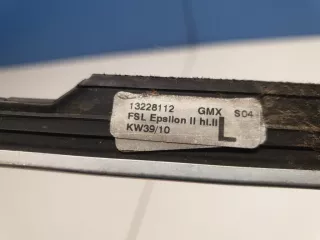 13228112 GMX S04
FSL Epsilon II hl.li
KW39/10 L